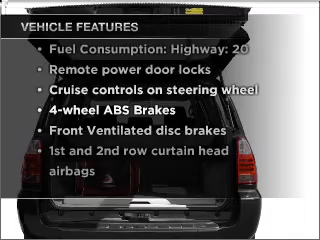 VEHICLE FEATURES
• Fuel Consumption: Highway: 20
• Remote power door locks
• Cruise controls on steering wheel
• 4-wheel ABS Brakes
• Front Ventilated disc brakes
• 1st and 2nd row curtain head
airbags